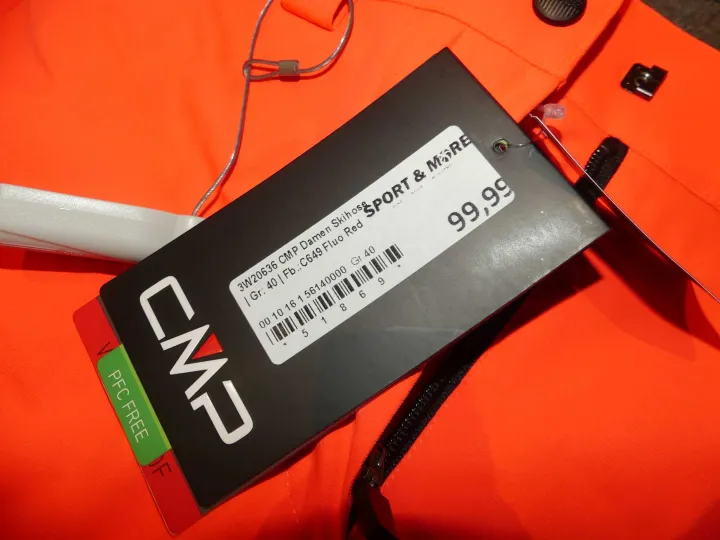 SPORT & MORE
99,99
3W20636 CMP Damen Skihose
| Gr. 40 | Fb.:C649 Fluo Red
00 10 16 1 56140000 Gr 40
* 5 1 8 6 9 *
CMP
PFC FREE